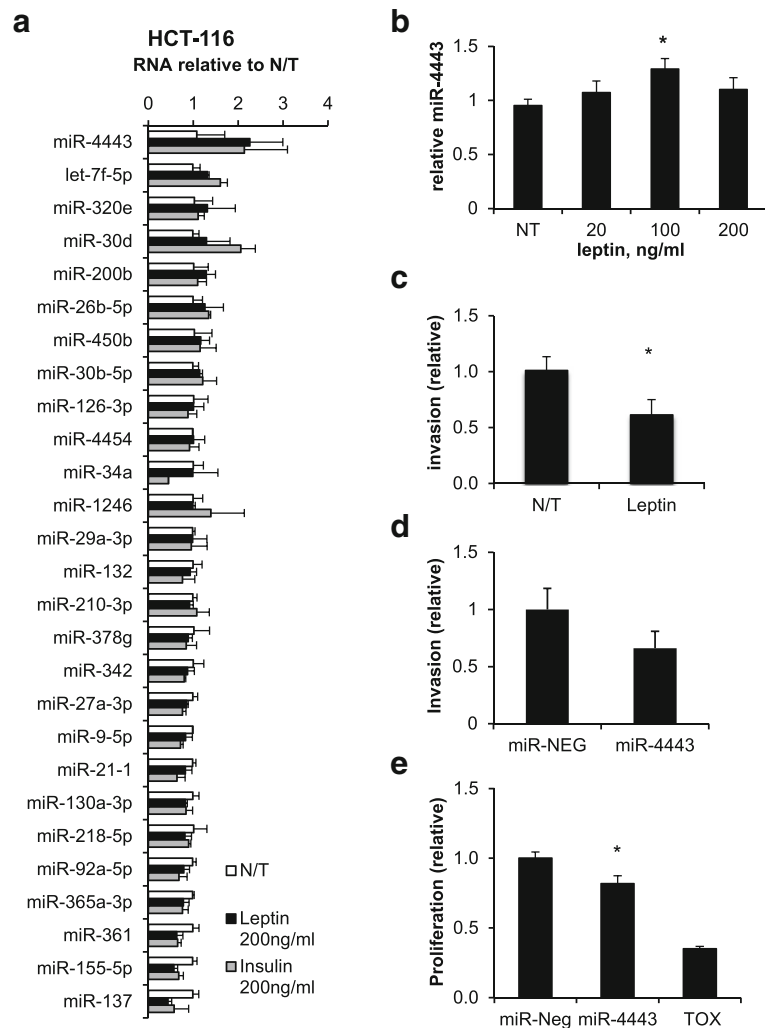 a
HCT-116
RNA relative to N/T
0 1 2 3 4
miR-4443
let-7f-5p
miR-320e
miR-30d
miR-200b
miR-26b-5p
miR-450b
miR-30b-5p
miR-126-3p
miR-4454
miR-34a
miR-1246
miR-29a-3p
miR-132
miR-210-3p
miR-378g
miR-342
miR-27a-3p
miR-9-5p
miR-21-1
miR-130a-3p
miR-218-5p
miR-92a-5p
miR-365a-3p
miR-361
miR-155-5p
miR-137
N/T
Leptin
200ng/ml
Insulin
200ng/ml
b
relative miR-4443
1.5
1
0.5
0
*
NT 20 100 200
leptin, ng/ml
c
invasion (relative)
1.5
1.0
0.5
0.0
*
N/T Leptin
d
Invasion (relative)
1.5
1
0.5
0
miR-NEG miR-4443
e
Proliferation (relative)
1.5
1.0
0.5
0.0
*
miR-Neg miR-4443 TOX